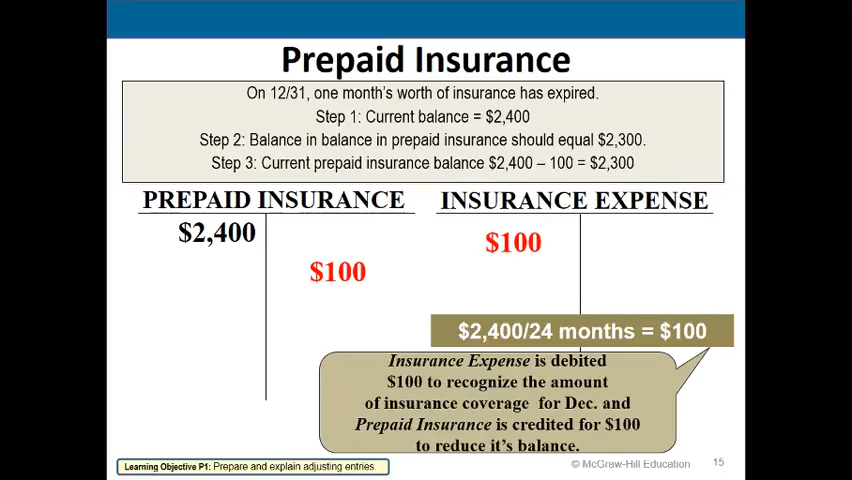 Prepaid Insurance
On 12/31, one month's worth of insurance has expired.
Step 1: Current balance = $2,400
Step 2: Balance in balance in prepaid insurance should equal $2,300.
Step 3: Current prepaid insurance balance $2,400 – 100 = $2,300
PREPAID INSURANCE
INSURANCE EXPENSE
$2,400
$100
$100
$2,400/24 months = $100
Insurance Expense is debited
$100 to recognize the amount
of insurance coverage for Dec. and
Prepaid Insurance is credited for $100
to reduce it's balance.
Learning Objective P1: Prepare and explain adjusting entries.
© McGraw-Hill Education
15